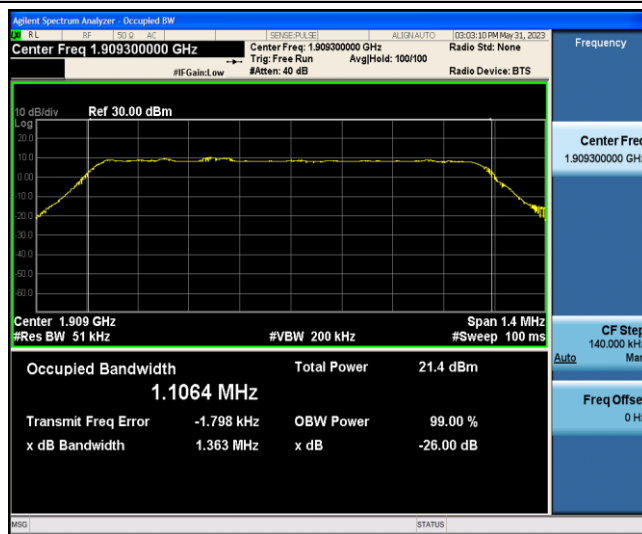 Agilent Spectrum Analyzer - Occupied BW
RL RF 50 Ω AC SENSE:PULSE ALIGNAUTO 03:03:10 PM May 31, 2023
Center Freq 1.909300000 GHz Center Freq: 1.909300000 GHz Radio Std: None Frequency
Trig: Free Run Avg|Hold: 100/100
#IFGain:Low #Atten: 40 dB Radio Device: BTS
10 dB/div Ref 30.00 dBm
Log
20.0
10.0
0.00
-10.0
-20.0
-30.0
-40.0
-50.0
-60.0
Center Freq
1.909300000 GHz
Center 1.909 GHz Span 1.4 MHz
#Res BW 51 kHz #VBW 200 kHz #Sweep 100 ms
CF Step
140.000 kHz
Auto Man
Occupied Bandwidth Total Power 21.4 dBm
1.1064 MHz
Transmit Freq Error -1.798 kHz OBW Power 99.00 %
x dB Bandwidth 1.363 MHz x dB -26.00 dB
Freq Offset
0 Hz
MSG STATUS